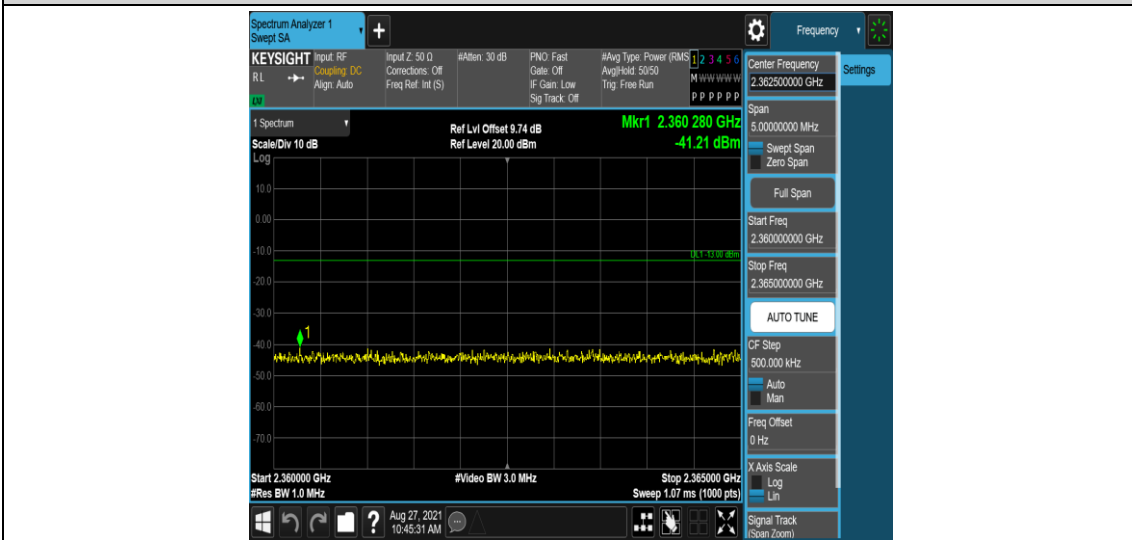 Spectrum Analyzer 1
Swept SA
+
Frequency
KEYSIGHT
RL
LXI
Input: RF
Coupling: DC
Align: Auto
Input Z: 50 Ω
Corrections: Off
Freq Ref: Int (S)
#Atten: 30 dB
PNO: Fast
Gate: Off
IF Gain: Low
Sig Track: Off
#Avg Type: Power (RMS
Avg|Hold: 50/50
Trig: Free Run
1 2 3 4 5 6
M W W W W W
P P P P P P
Center Frequency
2.362500000 GHz
Settings
Span
5.00000000 MHz
Swept Span
Zero Span
Full Span
Start Freq
2.360000000 GHz
Stop Freq
2.365000000 GHz
AUTO TUNE
CF Step
500.000 kHz
Auto
Man
Freq Offset
0 Hz
X Axis Scale
Log
Lin
Signal Track
(Span Zoom)
1 Spectrum
Scale/Div 10 dB
Log
Ref Lvl Offset 9.74 dB
Ref Level 20.00 dBm
Mkr1 2.360 280 GHz
-41.21 dBm
10.0
0.00
-10.0
DL1 -13.00 dBm
-20.0
-30.0
1
-40.0
-50.0
-60.0
-70.0
Start 2.360000 GHz
#Res BW 1.0 MHz
#Video BW 3.0 MHz
Stop 2.365000 GHz
Sweep 1.07 ms (1000 pts)
?
Aug 27, 2021
10:45:31 AM